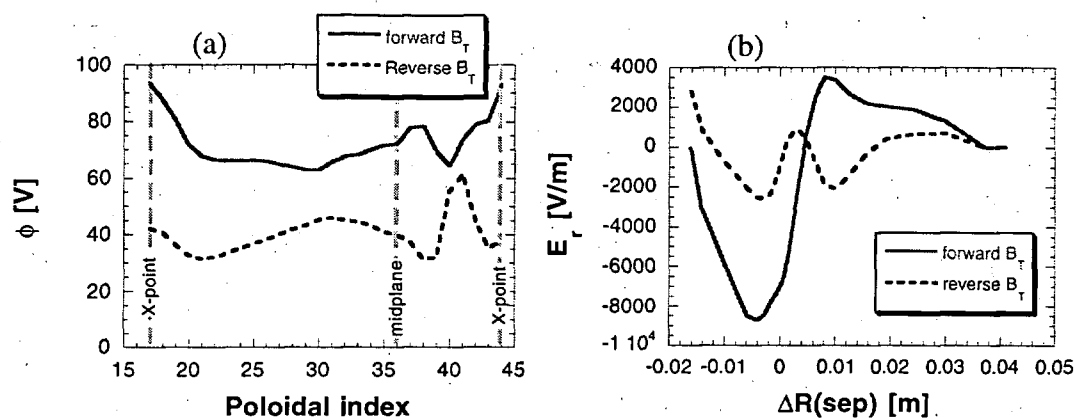 (a)
forward B_T
Reverse B_T
100
80
60
40
20
0
ϕ [V]
X-point
midplane
X-point
15 20 25 30 35 40 45
Poloidal index
(b)
4000
2000
0
-2000
-4000
-6000
-8000
-1 10^4
E_r [V/m]
forward B_T
reverse B_T
-0.02 -0.01 0 0.01 0.02 0.03 0.04 0.05
ΔR(sep) [m]